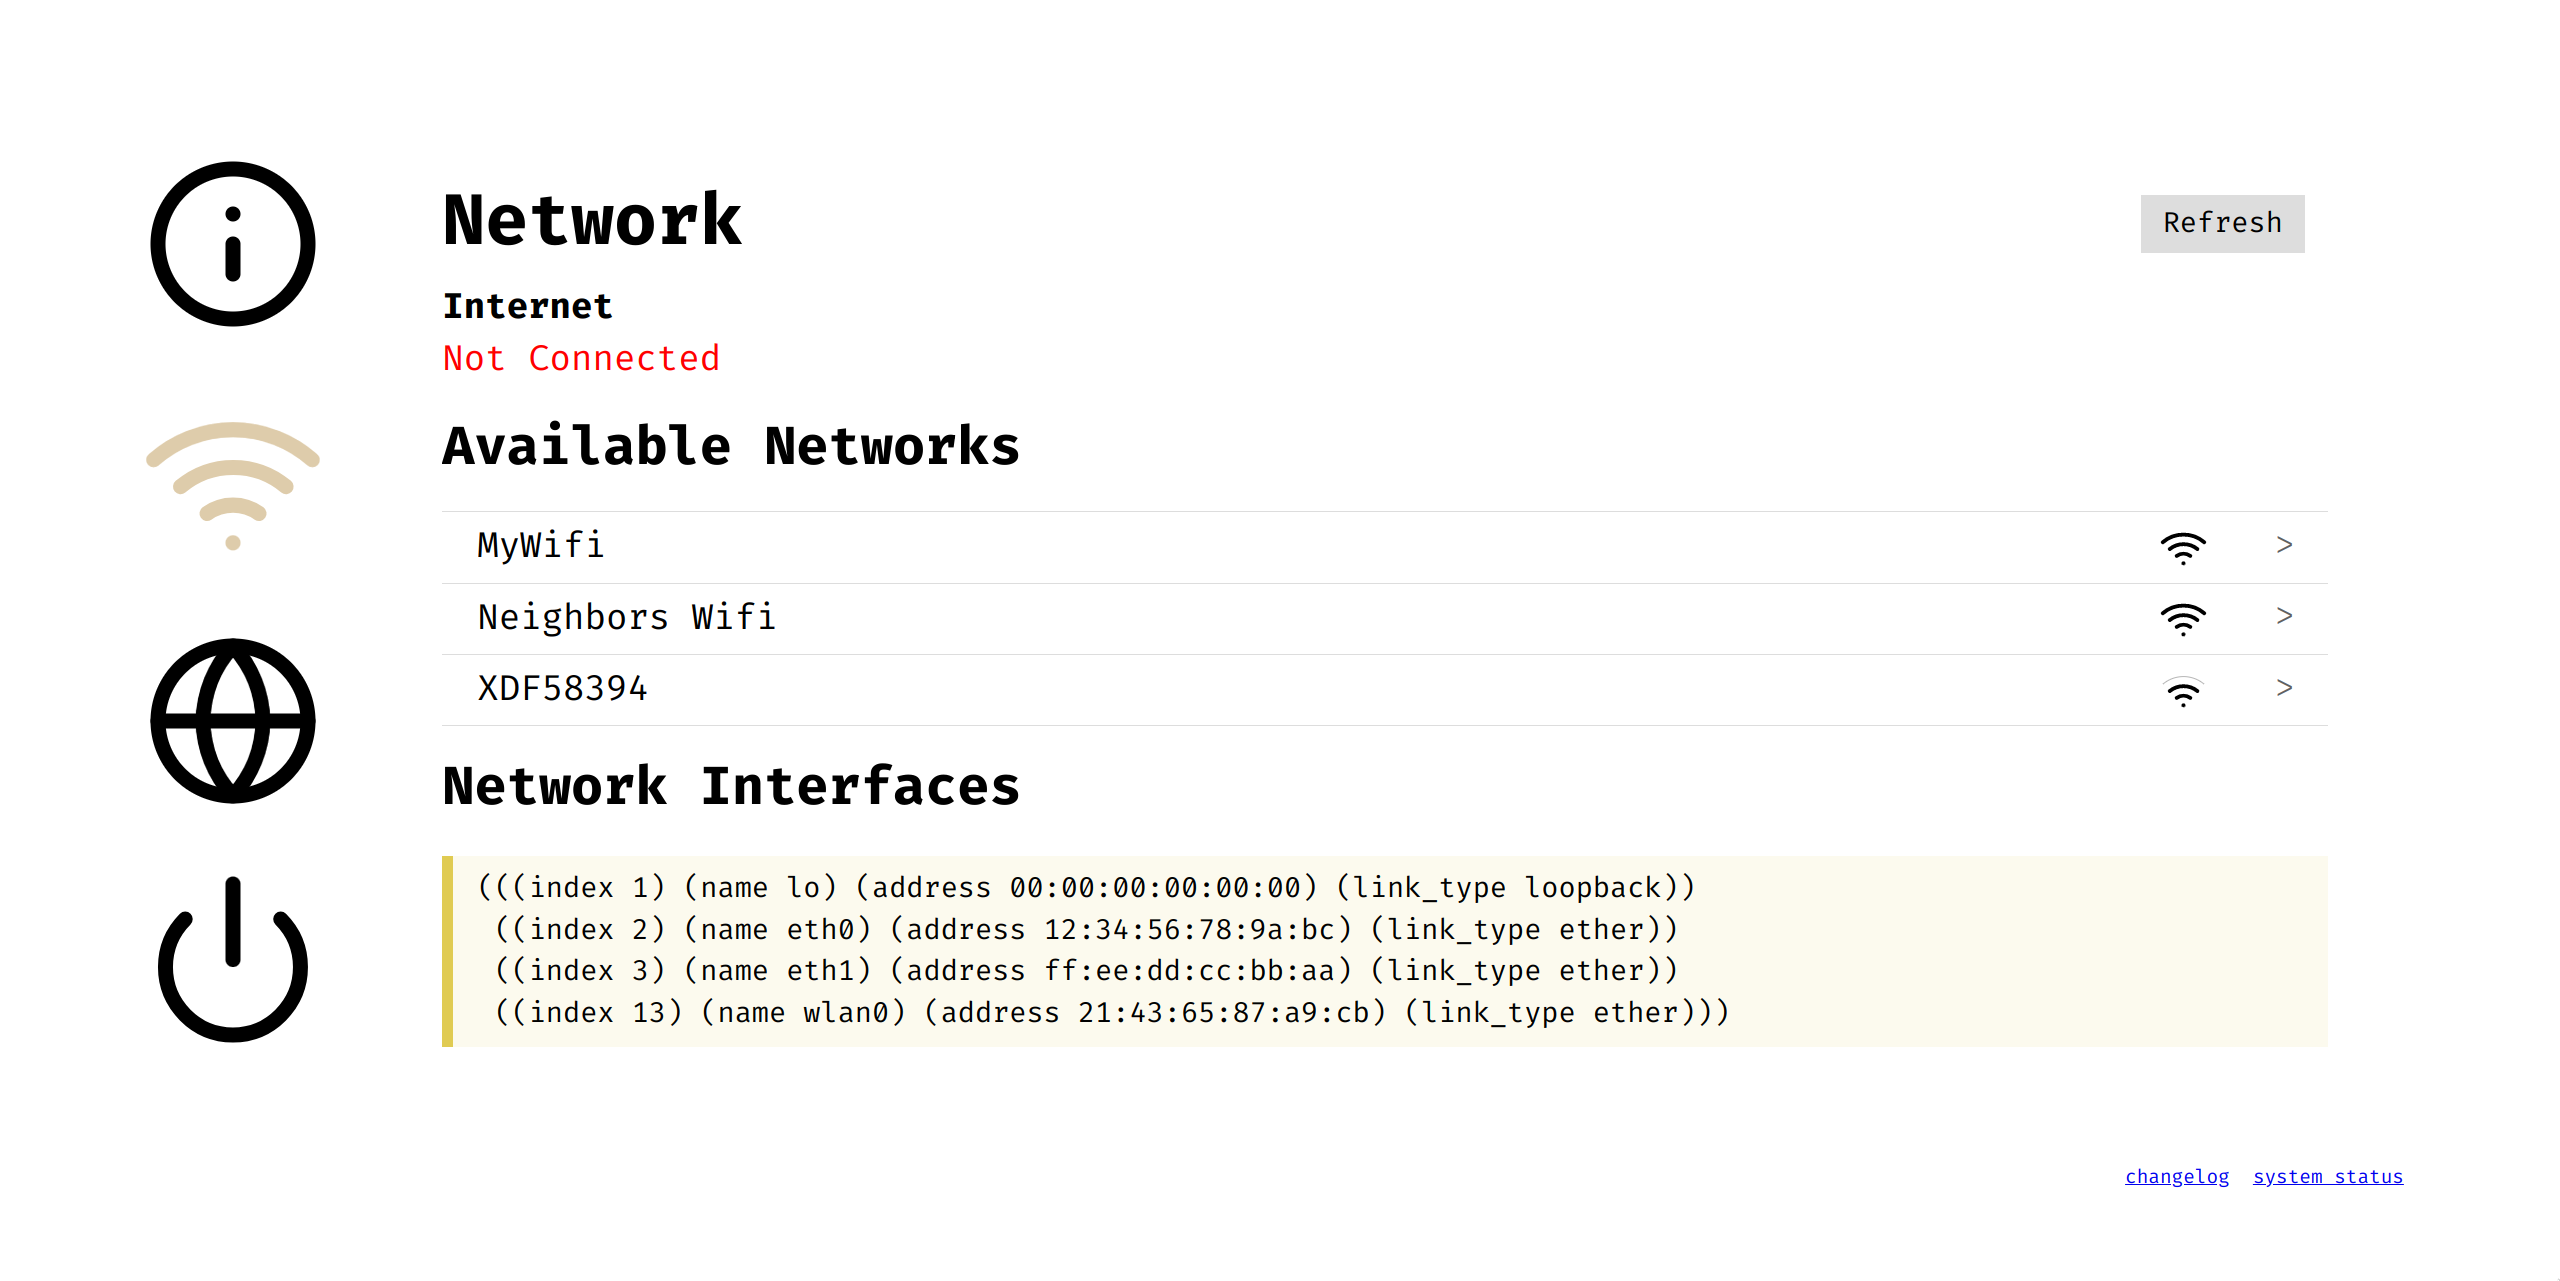 Network
Refresh
Internet
Not Connected
Available Networks
MyWifi >
Neighbors Wifi >
XDF58394 >
Network Interfaces
(((index 1) (name lo) (address 00:00:00:00:00:00) (link_type loopback))
((index 2) (name eth0) (address 12:34:56:78:9a:bc) (link_type ether))
((index 3) (name eth1) (address ff:ee:dd:cc:bb:aa) (link_type ether))
((index 13) (name wlan0) (address 21:43:65:87:a9:cb) (link_type ether)))
changelog system status